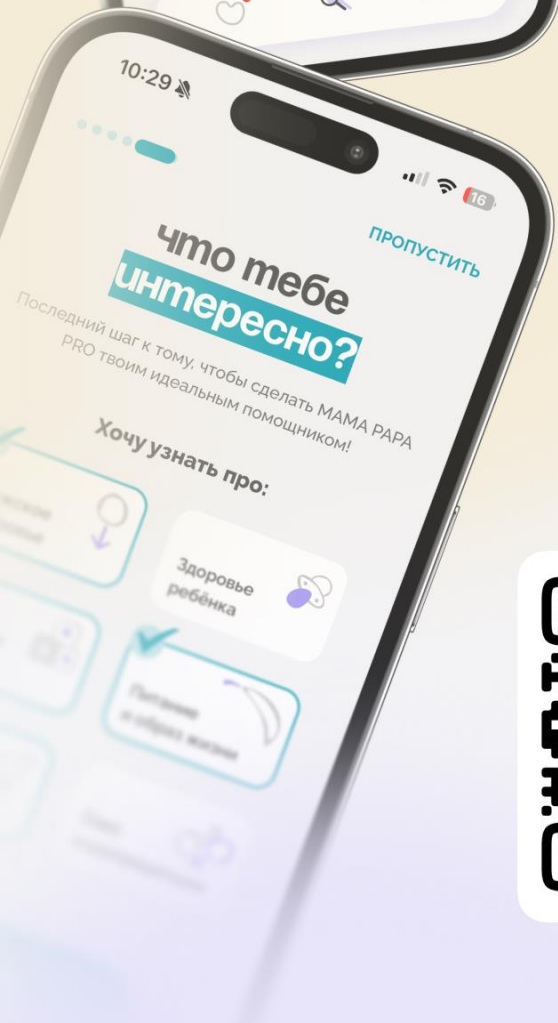 10:29
16
ПРОПУСТИТЬ
что тебе
интересно?
Последний шаг к тому, чтобы сделать MAMA PAPA
PRO твоим идеальным помощником!
Хочу узнать про:
Здоровье
ребёнка
Питание
и образ жизни